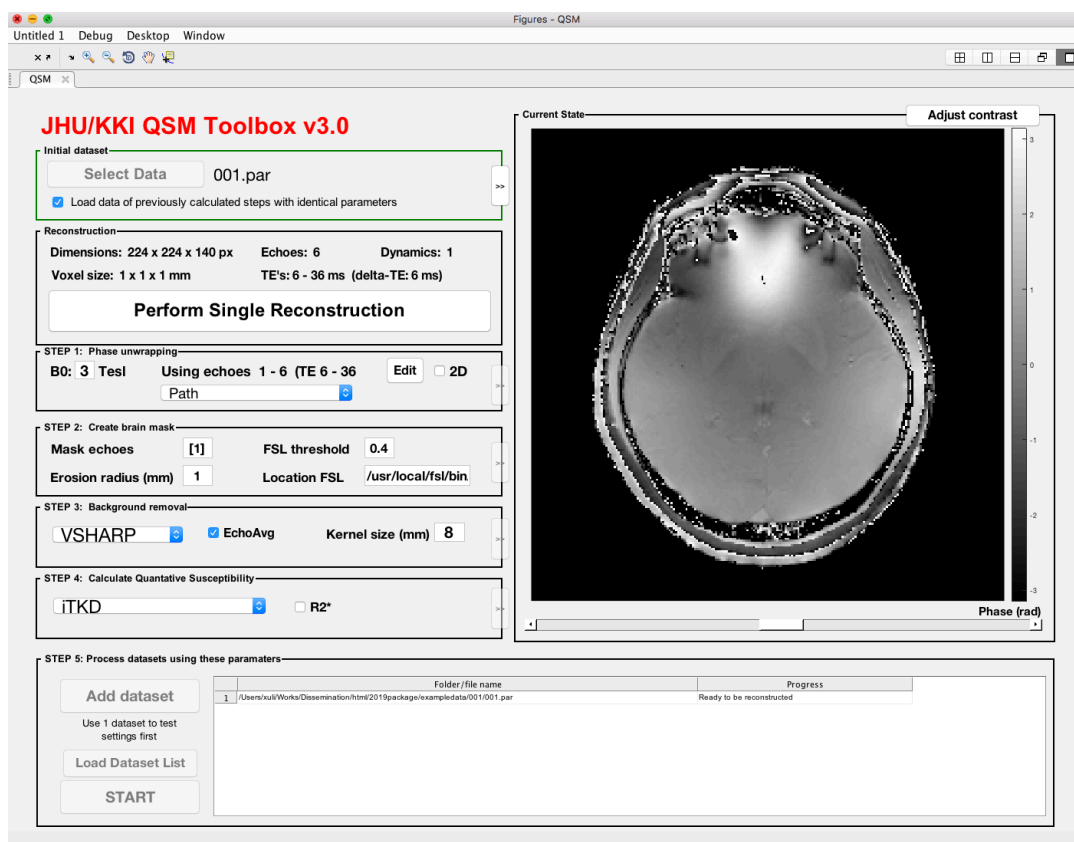 Figures - QSM
Untitled 1 Debug Desktop Window
QSM
JHU/KKI QSM Toolbox v3.0
Initial dataset
Select Data 001.par
>>
Load data of previously calculated steps with identical parameters
Reconstruction
Dimensions: 224 x 224 x 140 px Echoes: 6 Dynamics: 1
Voxel size: 1 x 1 x 1 mm TE's: 6 - 36 ms (delta-TE: 6 ms)
Perform Single Reconstruction
STEP 1: Phase unwrapping
B0: 3 Tesl Using echoes 1 - 6 (TE 6 - 36 Edit 2D
Path
>>
STEP 2: Create brain mask
Mask echoes [1] FSL threshold 0.4
>>
Erosion radius (mm) 1 Location FSL /usr/local/fsl/bin
STEP 3: Background removal
VSHARP EchoAvg Kernel size (mm) 8
>>
STEP 4: Calculate Quantative Susceptibility
iTKD R2*
>>
Current State
Adjust contrast
3
2
1
0
-1
-2
-3
Phase (rad)
STEP 5: Process datasets using these paramaters
Add dataset
Use 1 dataset to test
settings first
Load Dataset List
START
Folder/file name Progress
1 /Users/xuli/Works/Dissemination/html/2019package/exampledata/001/001.par Ready to be reconstructed